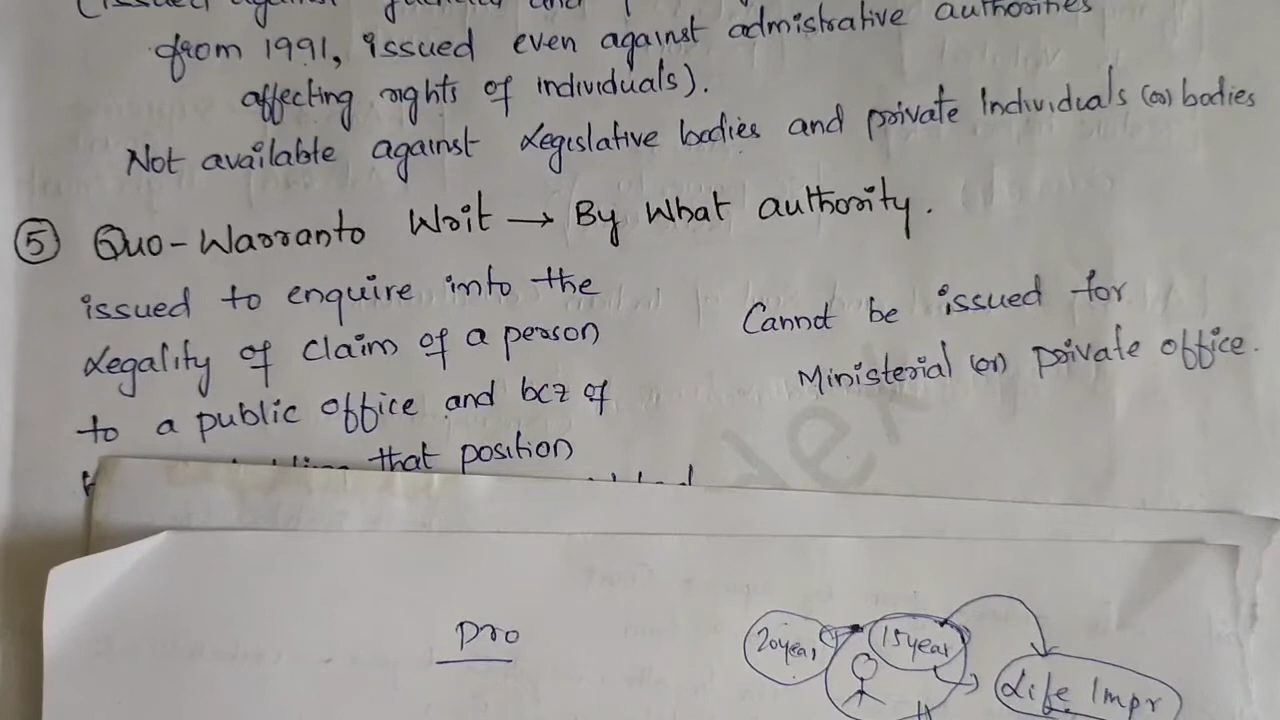 (issued against
from 1991, issued even against admistrative authorities
affecting rights of individuals).
Not available against Legislative bodies and private Individuals (or) bodies
⑤ Quo-Warranto Writ → By What authority.
issued to enquire into the
Legality of claim of a person
to a public office and bcz of
that position
Cannot be issued for
Ministerial (or) private office.
Pro
20year
15year
Life Impr